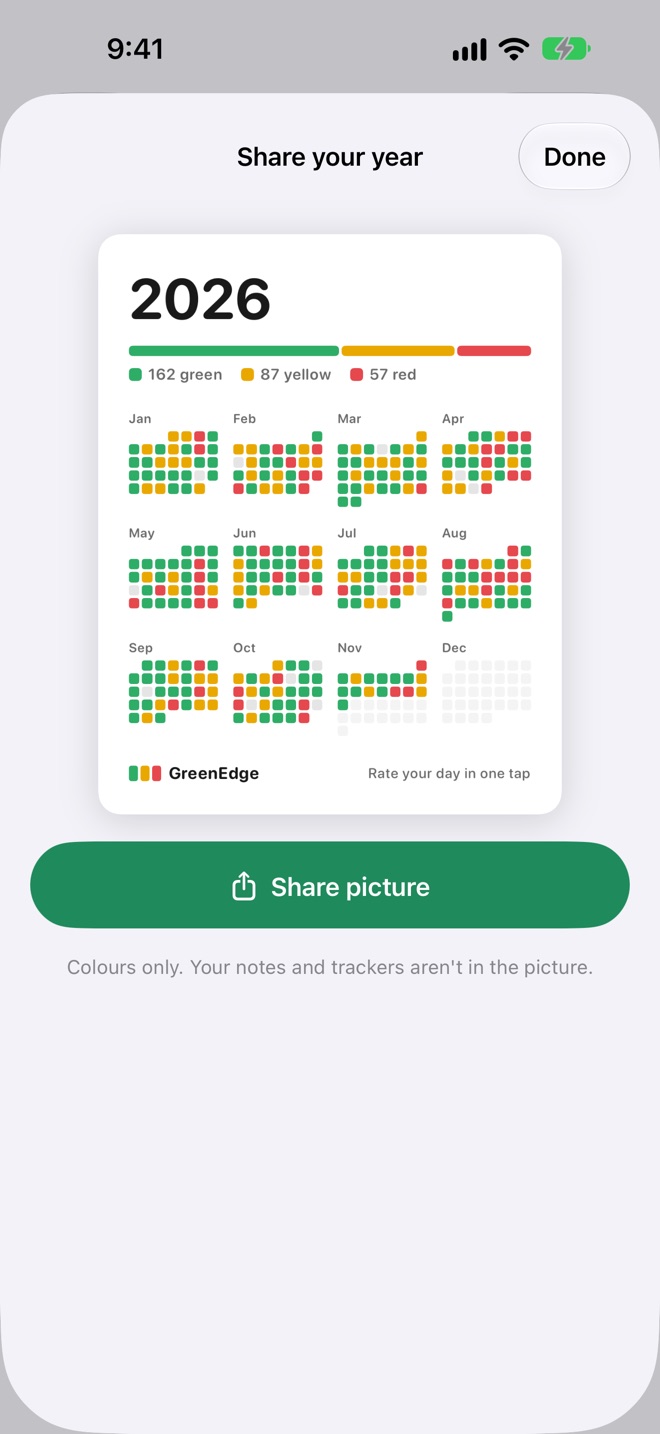 9:41
Share your year
Done
2026
162 green 87 yellow 57 red
Jan Feb Mar Apr
May Jun Jul Aug
Sep Oct Nov Dec
GreenEdge Rate your day in one tap
Share picture
Colours only. Your notes and trackers aren't in the picture.